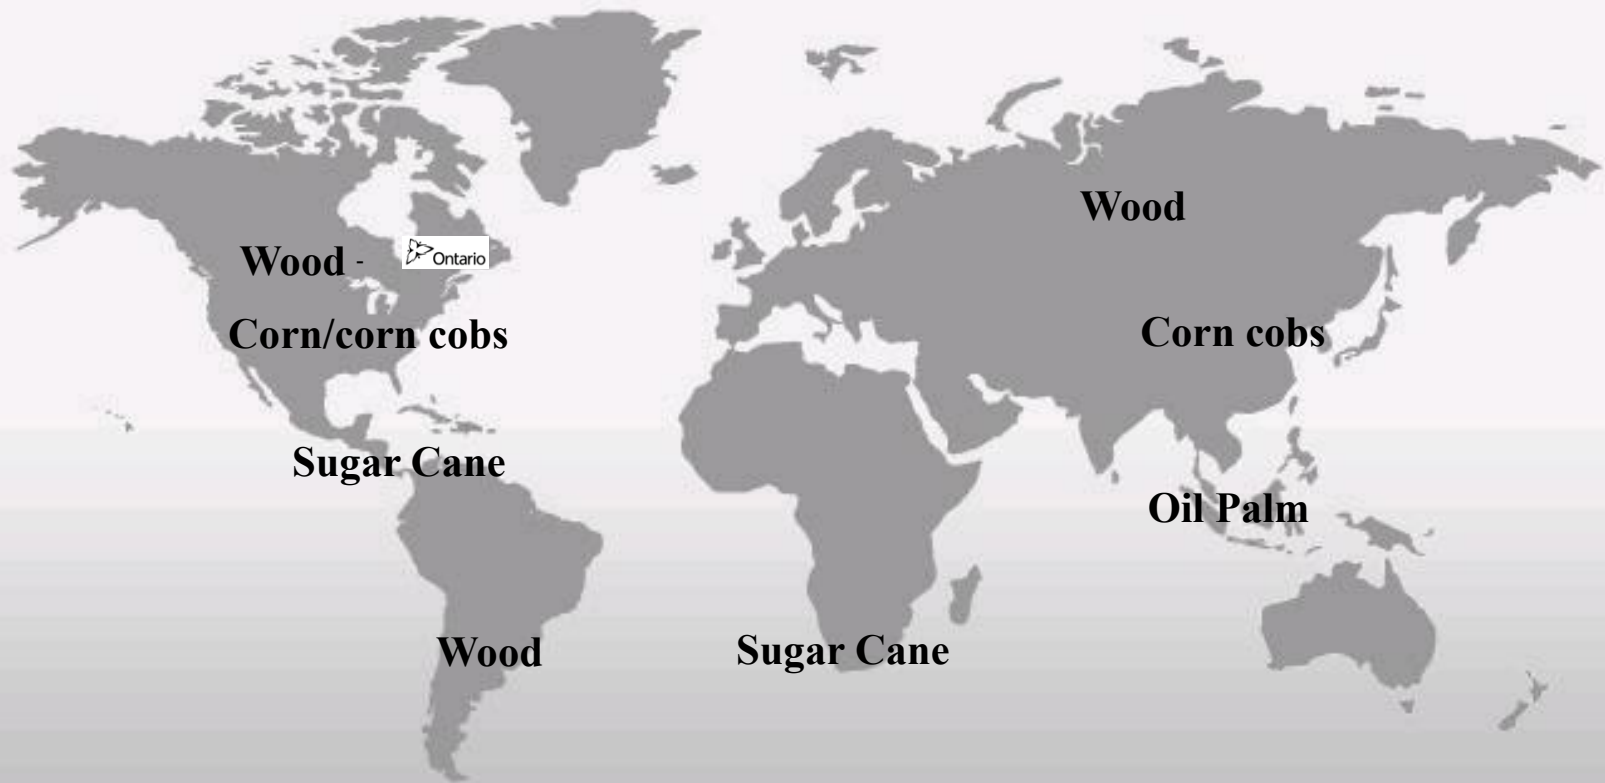 Wood
Wood - Ontario
Corn/corn cobs
Corn cobs
Sugar Cane
Oil Palm
Wood
Sugar Cane